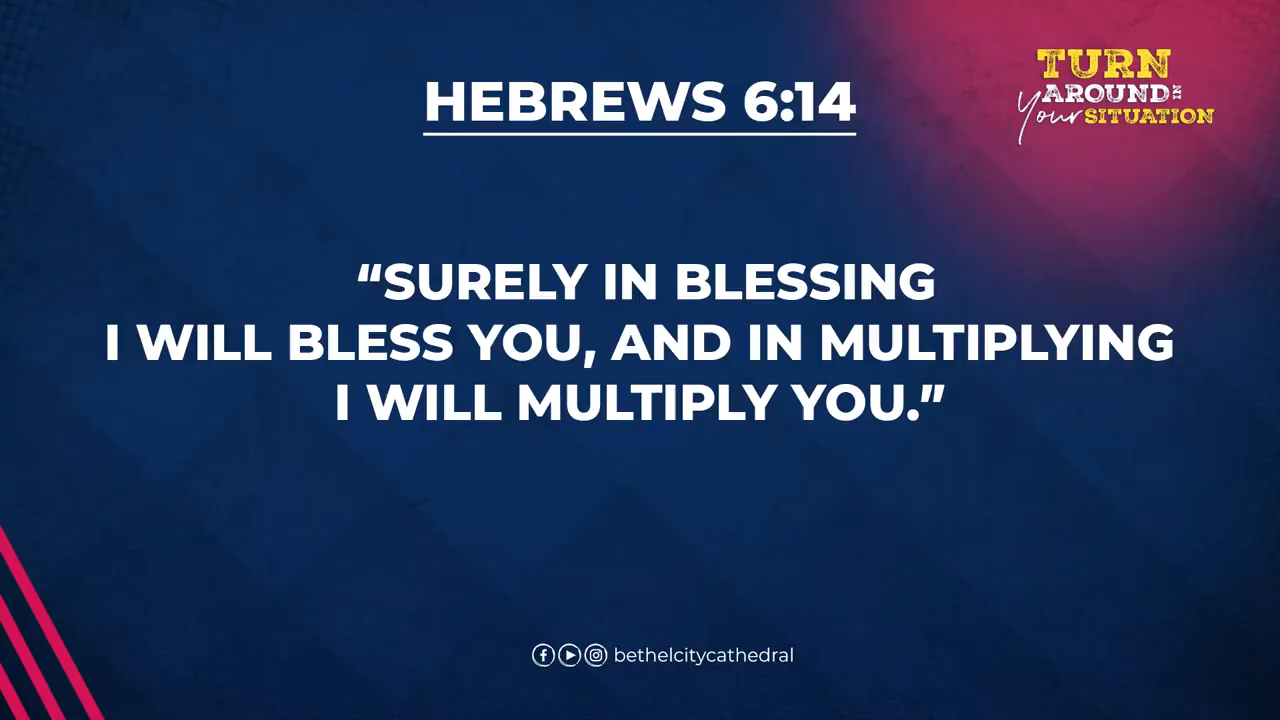 HEBREWS 6:14
TURN
AROUND IN
Your SITUATION
“SURELY IN BLESSING
I WILL BLESS YOU, AND IN MULTIPLYING
I WILL MULTIPLY YOU.”
bethelcitycathedral